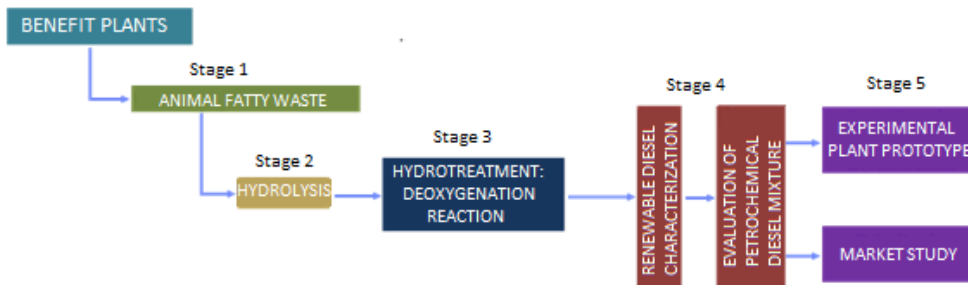 BENEFIT PLANTS
Stage 1
ANIMAL FATTY WASTE
Stage 2
HYDROLYSIS
Stage 3
HYDROTREATMENT:
DEOXYGENATION
REACTION
Stage 4
RENEWABLE DIESEL
CHARACTERIZATION
EVALUATION OF
PETROCHEMICAL
DIESEL MIXTURE
Stage 5
EXPERIMENTAL
PLANT PROTOTYPE
MARKET STUDY